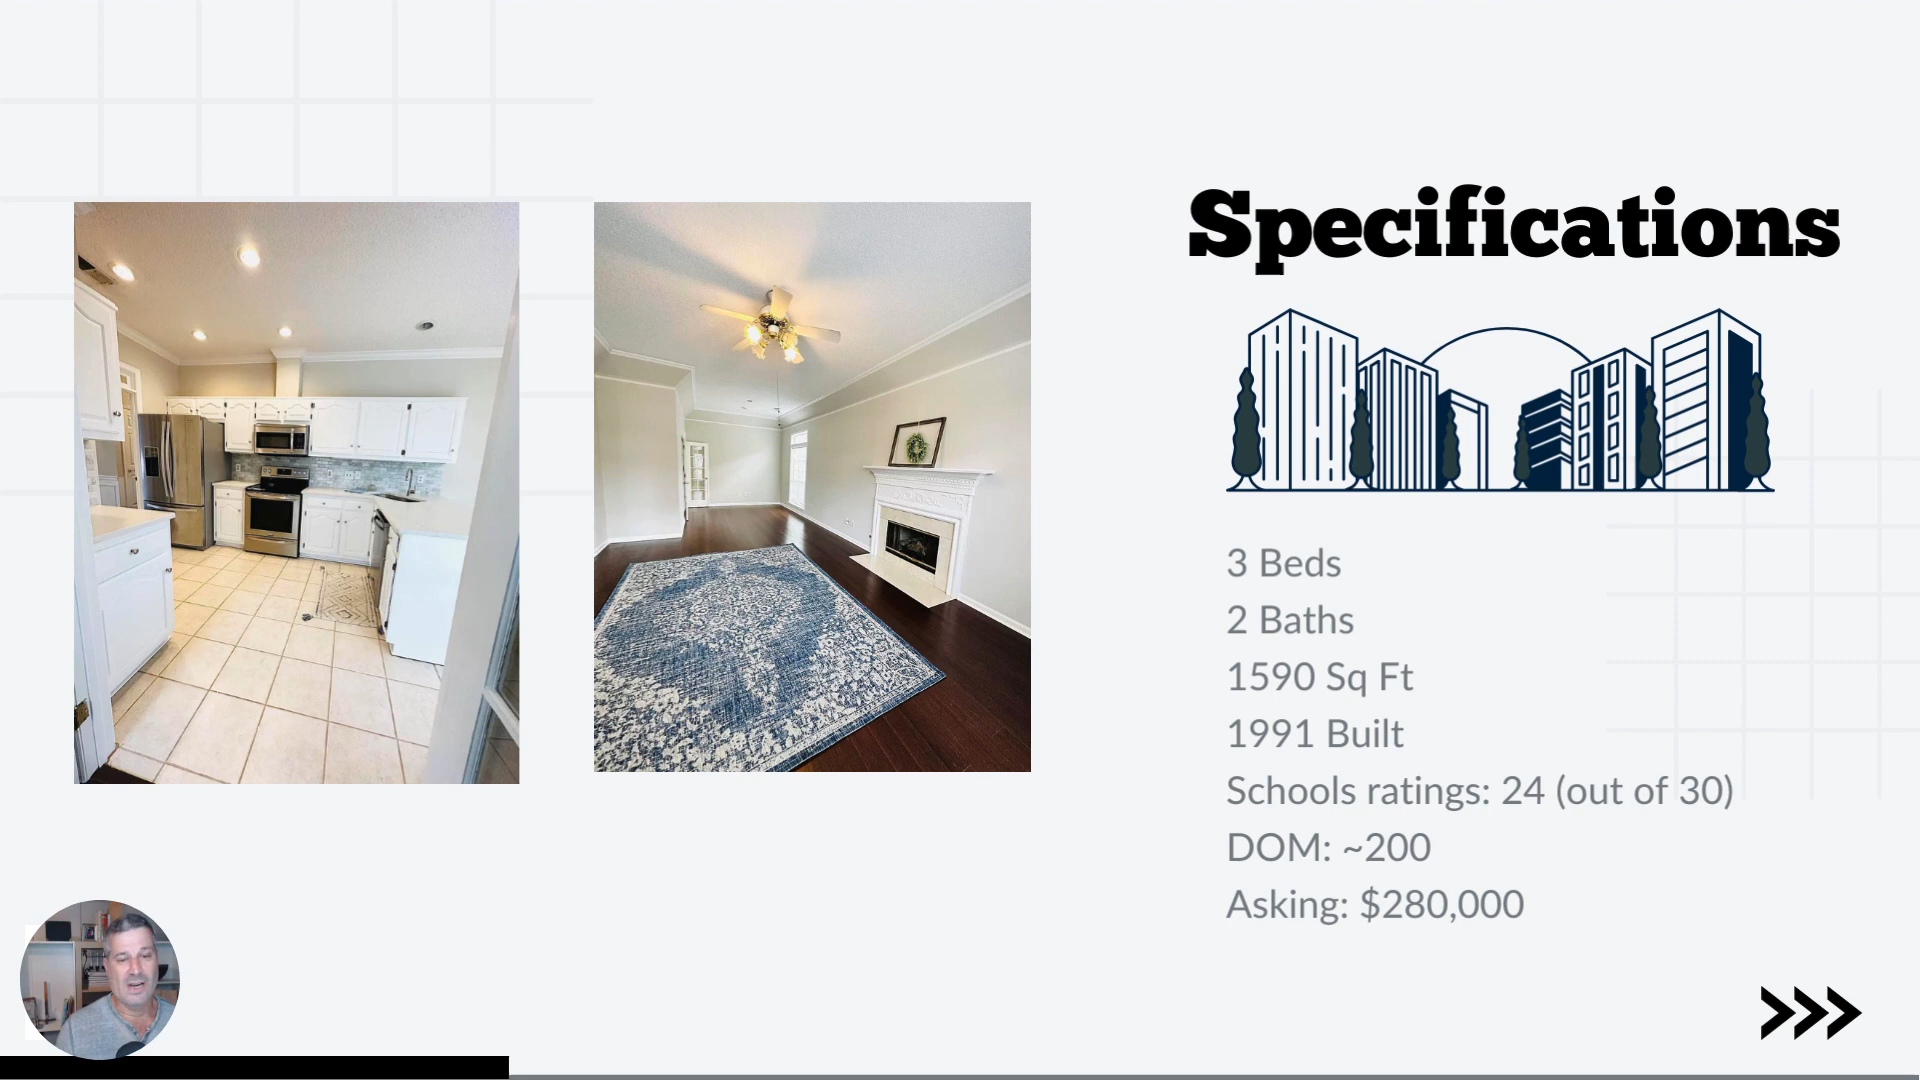 Specifications
3 Beds
2 Baths
1590 Sq Ft
1991 Built
Schools ratings: 24 (out of 30)
DOM: ~200
Asking: $280,000